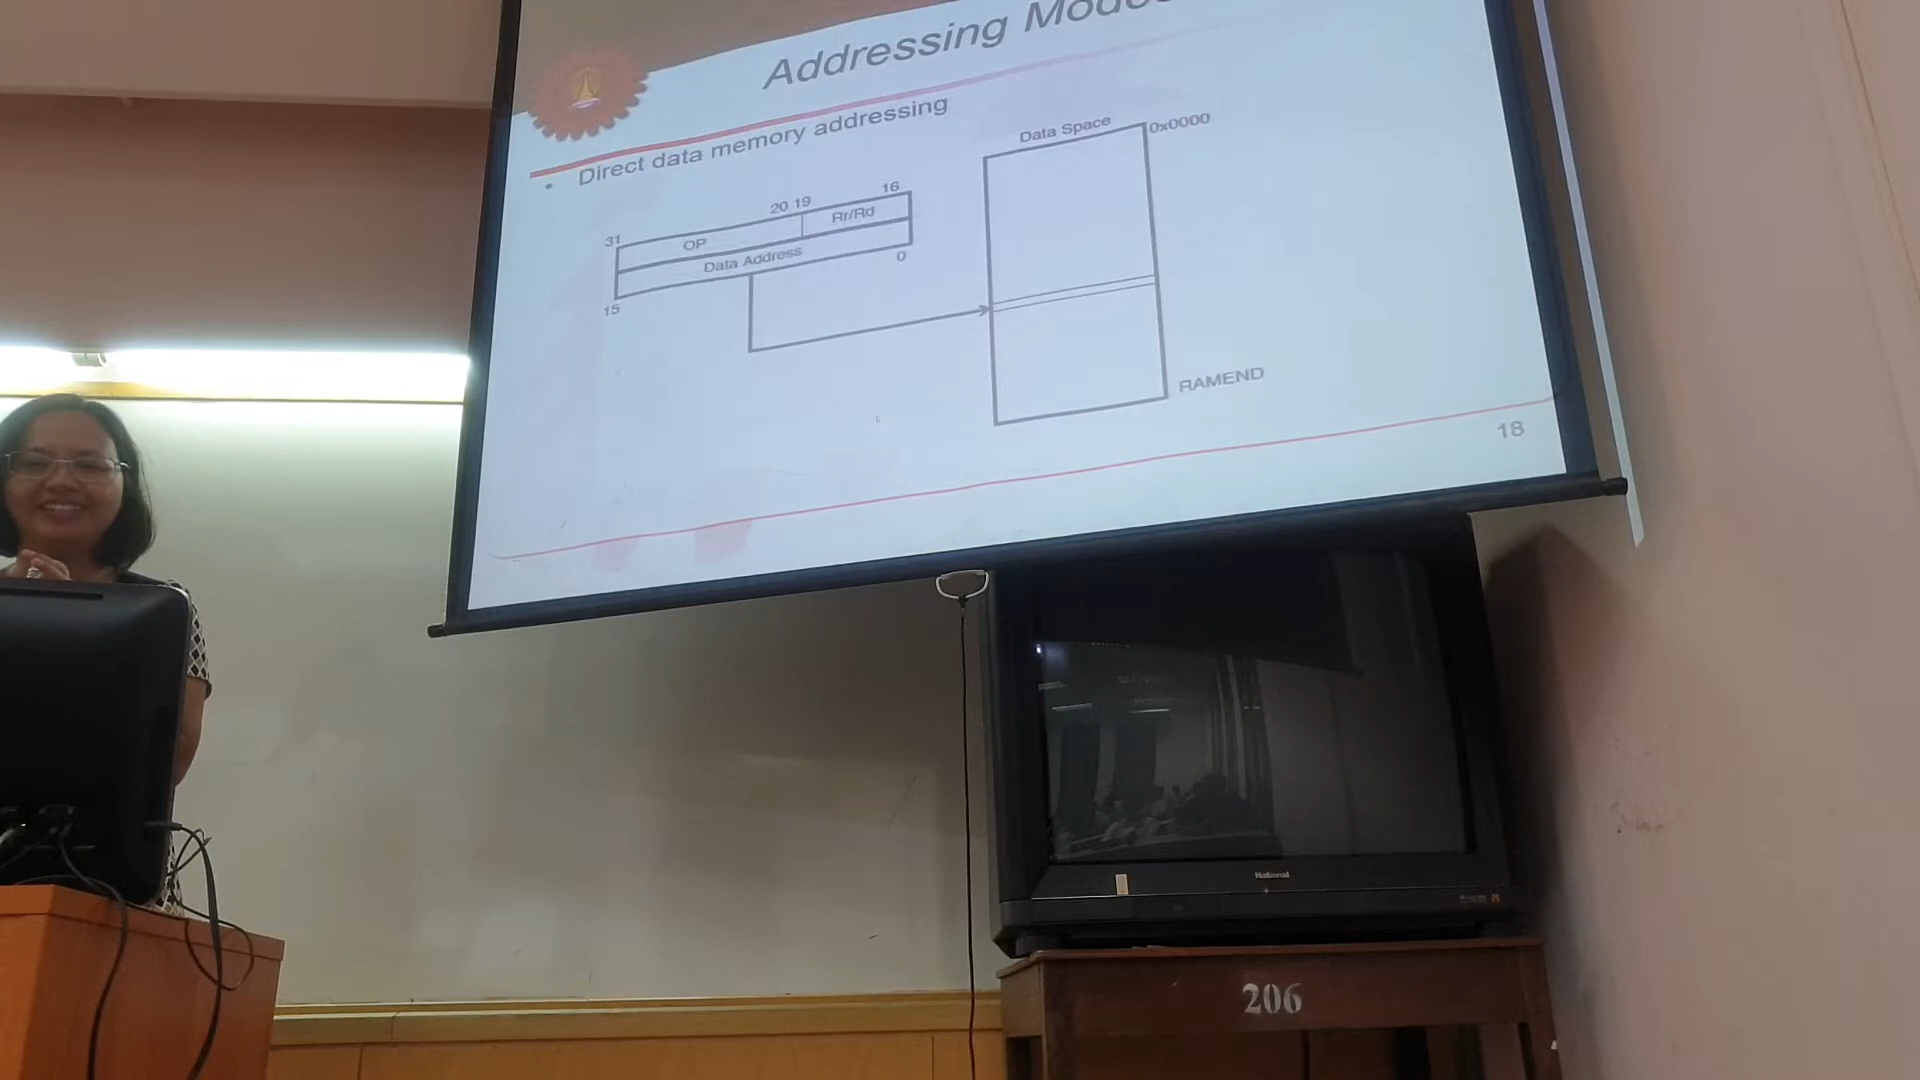 Addressing
• Direct data memory addressing
Data Space
0x0000
31
20 19
16
OP
Rr/Rd
Data Address
15
0
RAMEND
18
National
206